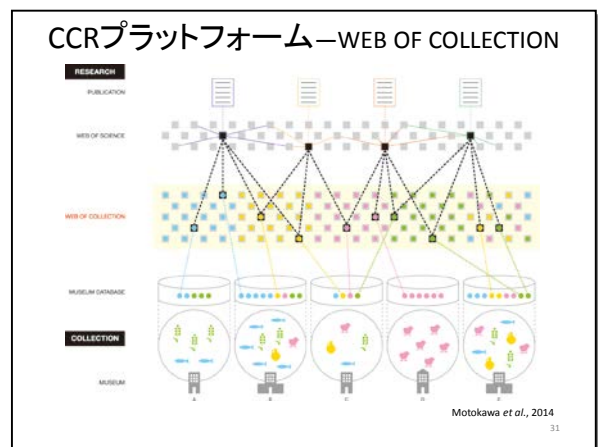 CCRプラットフォーム—WEB OF COLLECTION
RESEARCH
PUBLICATION
WEB OF SCIENCE
WEB OF COLLECTION
MUSEUM DATABASE
COLLECTION
MUSEUM
A
B
C
D
E
Motokawa et al., 2014
31